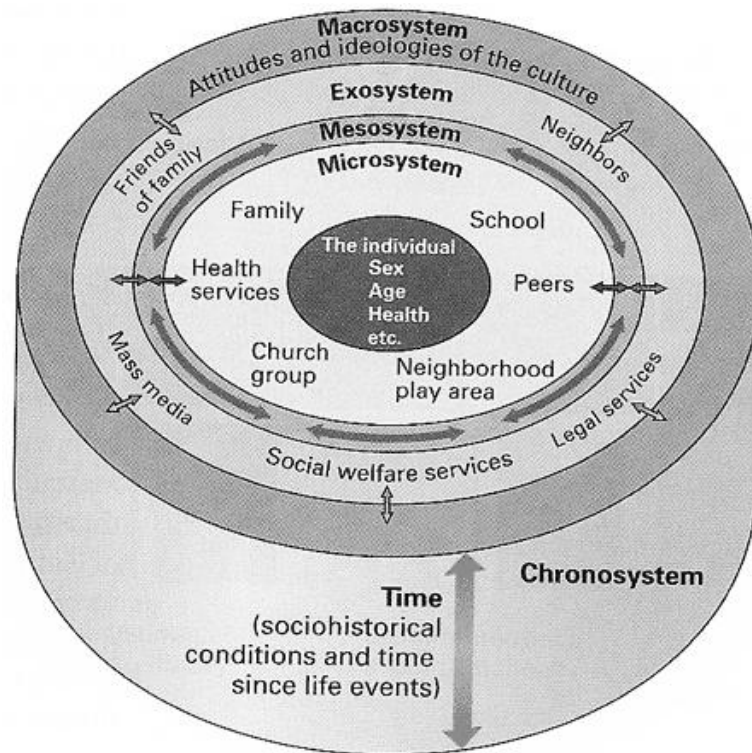 Macrosystem
Attitudes and ideologies of the culture
Exosystem
Mesosystem
Microsystem
Friends
of family
Neighbors
Family
School
The individual
Sex
Age
Health
etc.
Health
services
Peers
Church
group
Neighborhood
play area
Mass media
Legal services
Social welfare services
Chronosystem
Time
(sociohistorical
conditions and time
since life events)